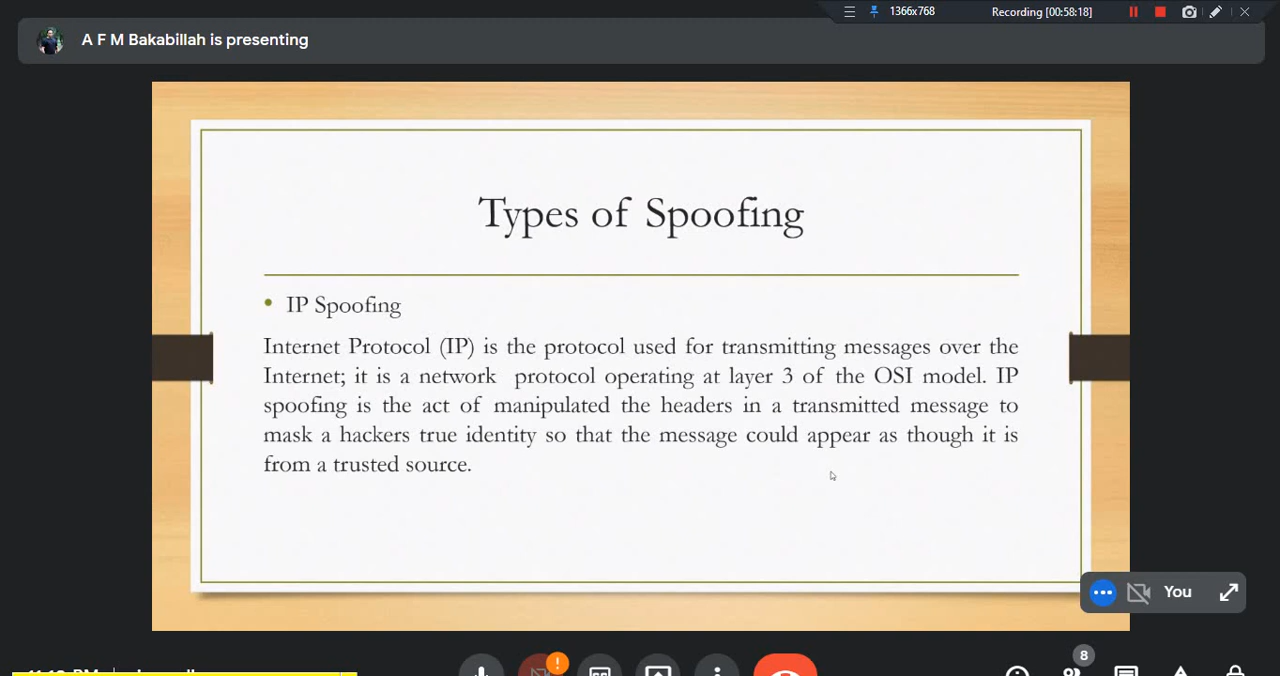 1366x768
Recording [00:58:18]
A F M Bakabillah is presenting
Types of Spoofing
• IP Spoofing
Internet Protocol (IP) is the protocol used for transmitting messages over the
Internet; it is a network protocol operating at layer 3 of the OSI model. IP
spoofing is the act of manipulated the headers in a transmitted message to
mask a hackers true identity so that the message could appear as though it is
from a trusted source.
You
8